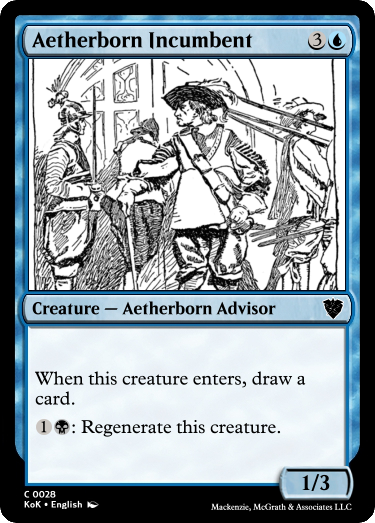 Aetherborn Incumbent 3
Creature — Aetherborn Advisor
When this creature enters, draw a
card.
1 : Regenerate this creature.
1/3
C 0028
KoK • English
Mackenzie, McGrath & Associates LLC